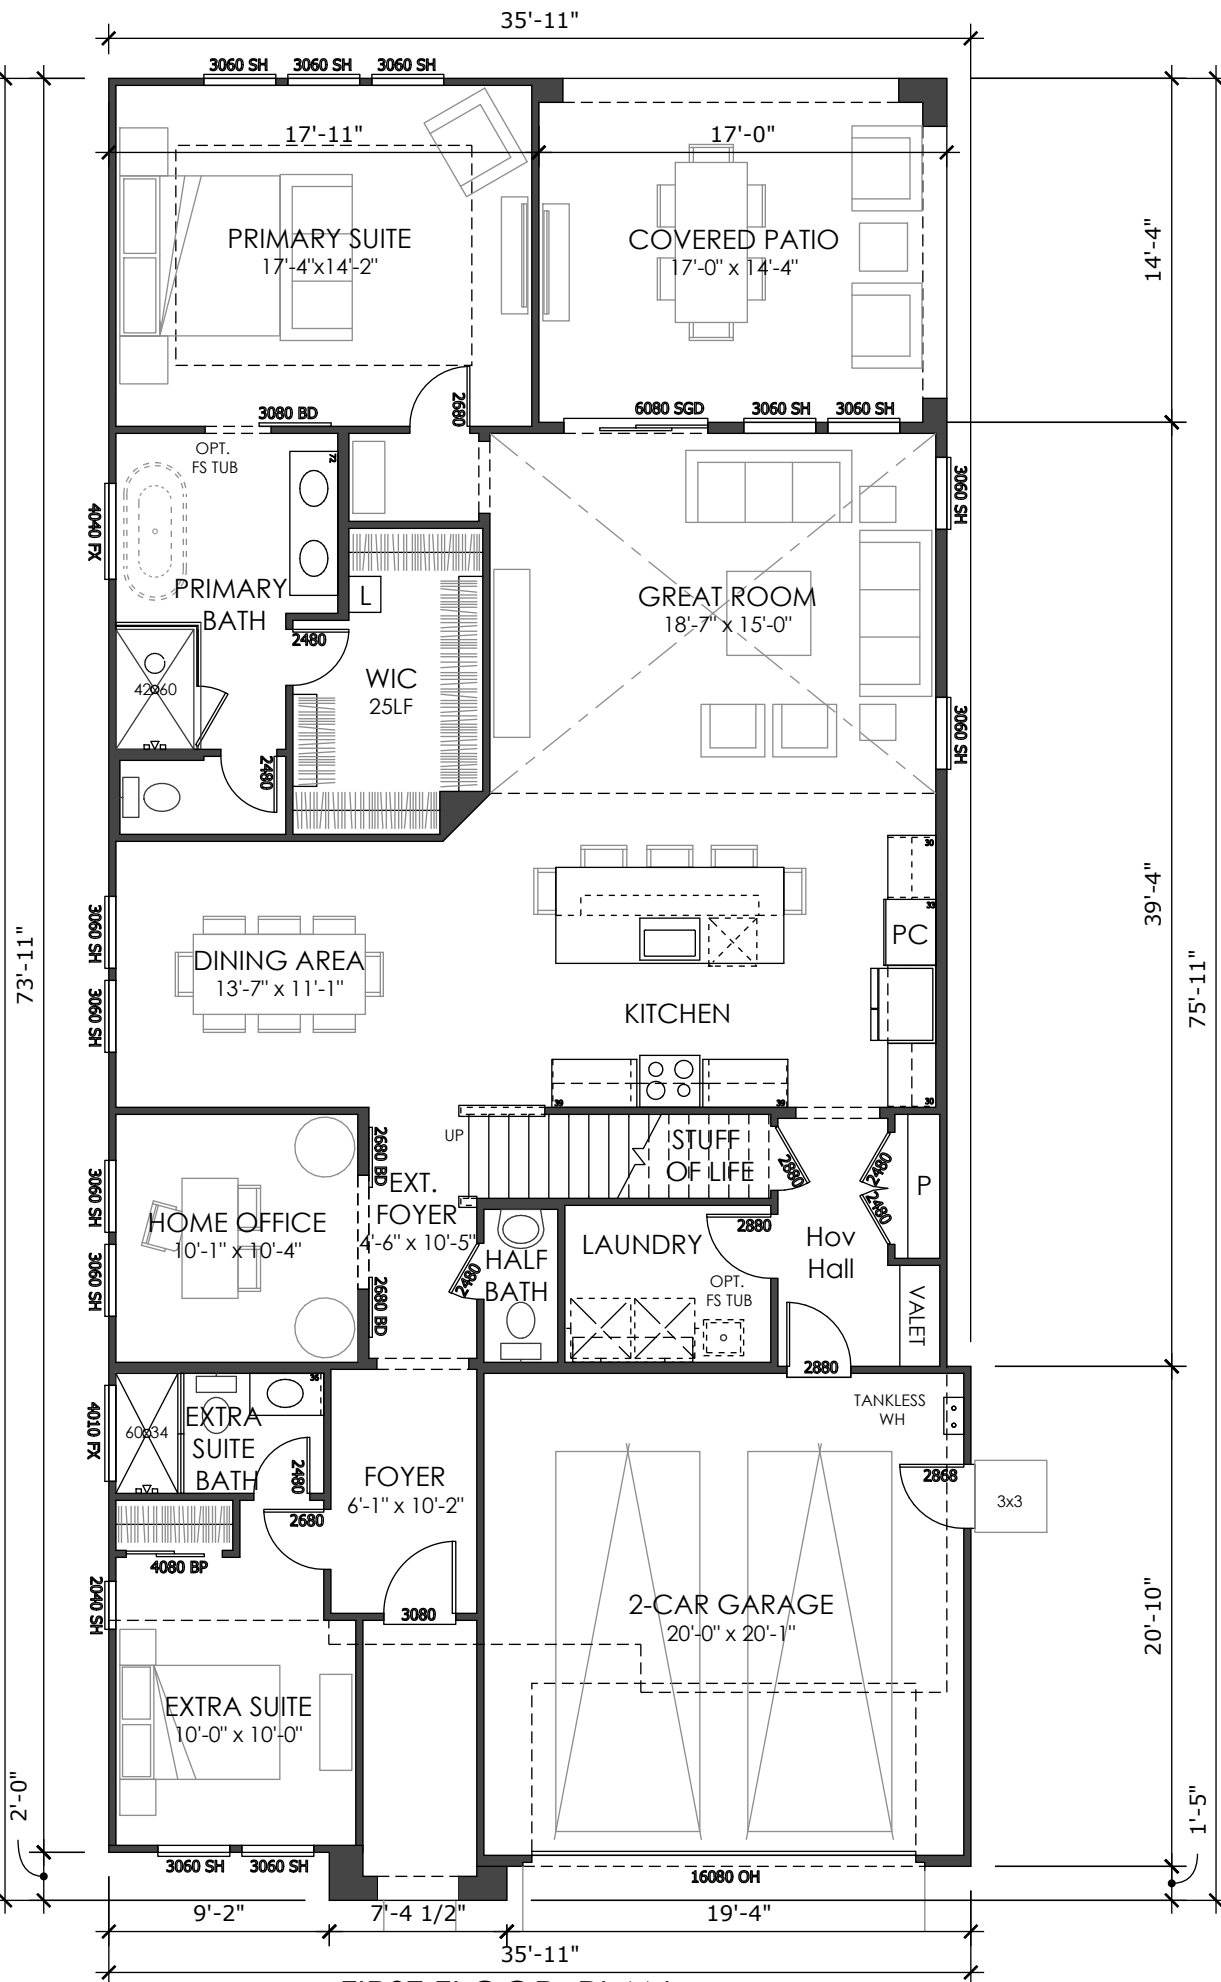 35'-11"
3060 SH 3060 SH 3060 SH
17'-11"
17'-0"
PRIMARY SUITE
17'-4"x14'-2"
COVERED PATIO
17'-0" x 14'-4"
14'-4"
2680
3080 BD
6080 SGD
3060 SH
3060 SH
OPT.
FS TUB
72
4040 FX
3060 SH
PRIMARY
BATH
L
GREAT ROOM
18'-7" x 15'-0"
2480
42x60
WIC
25LF
3060 SH
2480
30
33
PC
39'-4"
73'-11"
75'-11"
3060 SH
DINING AREA
13'-7" x 11'-1"
3060 SH
KITCHEN
39
39
30
UP
2680 BD
STUFF
OF LIFE
2880
2480
2480
P
3060 SH
EXT.
FOYER
4'-6" x 10'-5"
HOME OFFICE
10'-1" x 10'-4"
2880
LAUNDRY
Hov
Hall
3060 SH
2680 BD
2480
HALF
BATH
OPT.
FS TUB
VALET
2880
36
TANKLESS
WH
4010 FX
60x34
EXTRA
SUITE
BATH
2480
FOYER
6'-1" x 10'-2"
2868
3x3
2680
4080 BP
2040 SH
3080
2-CAR GARAGE
20'-0" x 20'-1"
20'-10"
EXTRA SUITE
10'-0" x 10'-0"
2'-0"
1'-5"
3060 SH 3060 SH
16080 OH
9'-2"
7'-4 1/2"
19'-4"
35'-11"
FIRST FLOOR PLAN